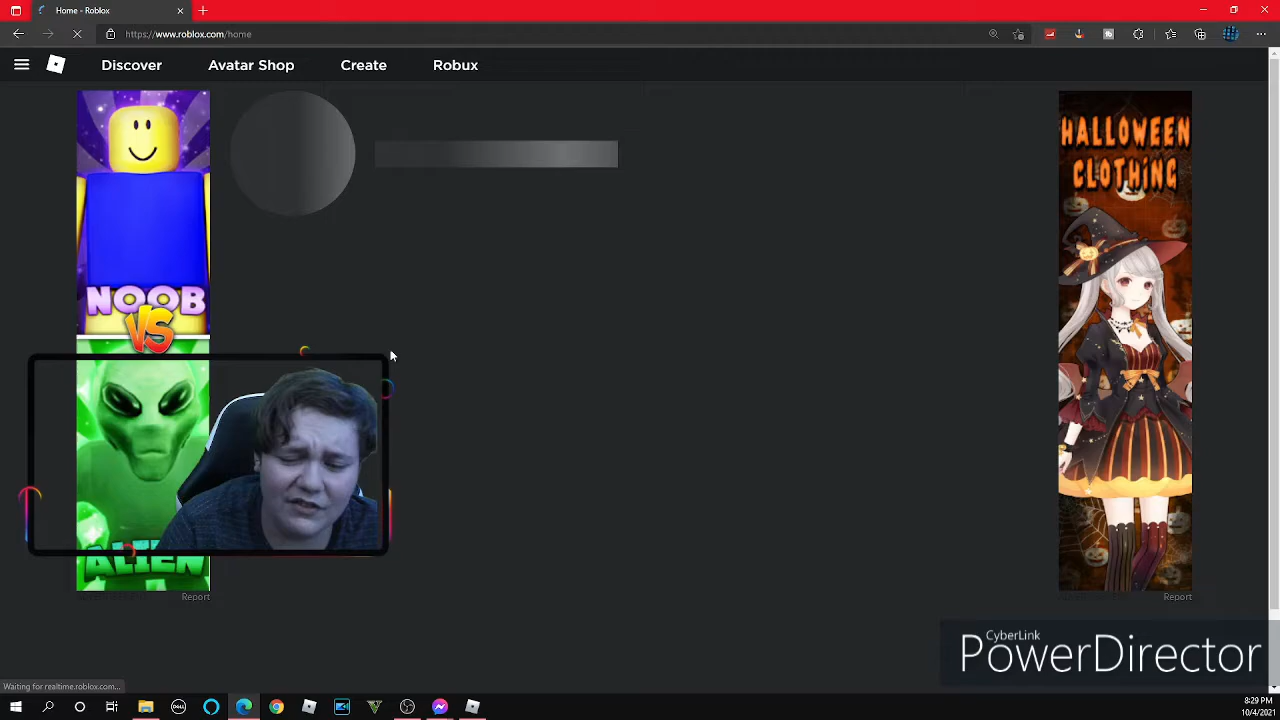 Home - Roblox
https://www.roblox.com/home
Discover
Avatar Shop
Create
Robux
NOOB
VS
ALIEN
HALLOWEEN
CLOTHING
Report
Report
CyberLink
PowerDirector
Waiting for realtime.roblox.com...
8:29 PM
10/4/2021